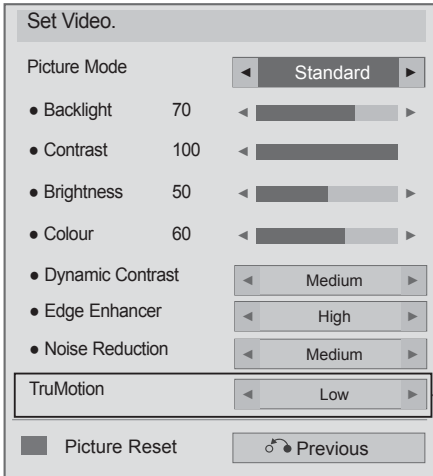 Set Video.
Picture Mode ◄ Standard ►
● Backlight 70 ◄ ►
● Contrast 100 ◄
● Brightness 50 ◄ ►
● Colour 60 ◄ ►
● Dynamic Contrast ◄ Medium ►
● Edge Enhancer ◄ High ►
● Noise Reduction ◄ Medium ►
TruMotion ◄ Low ►
Picture Reset Previous